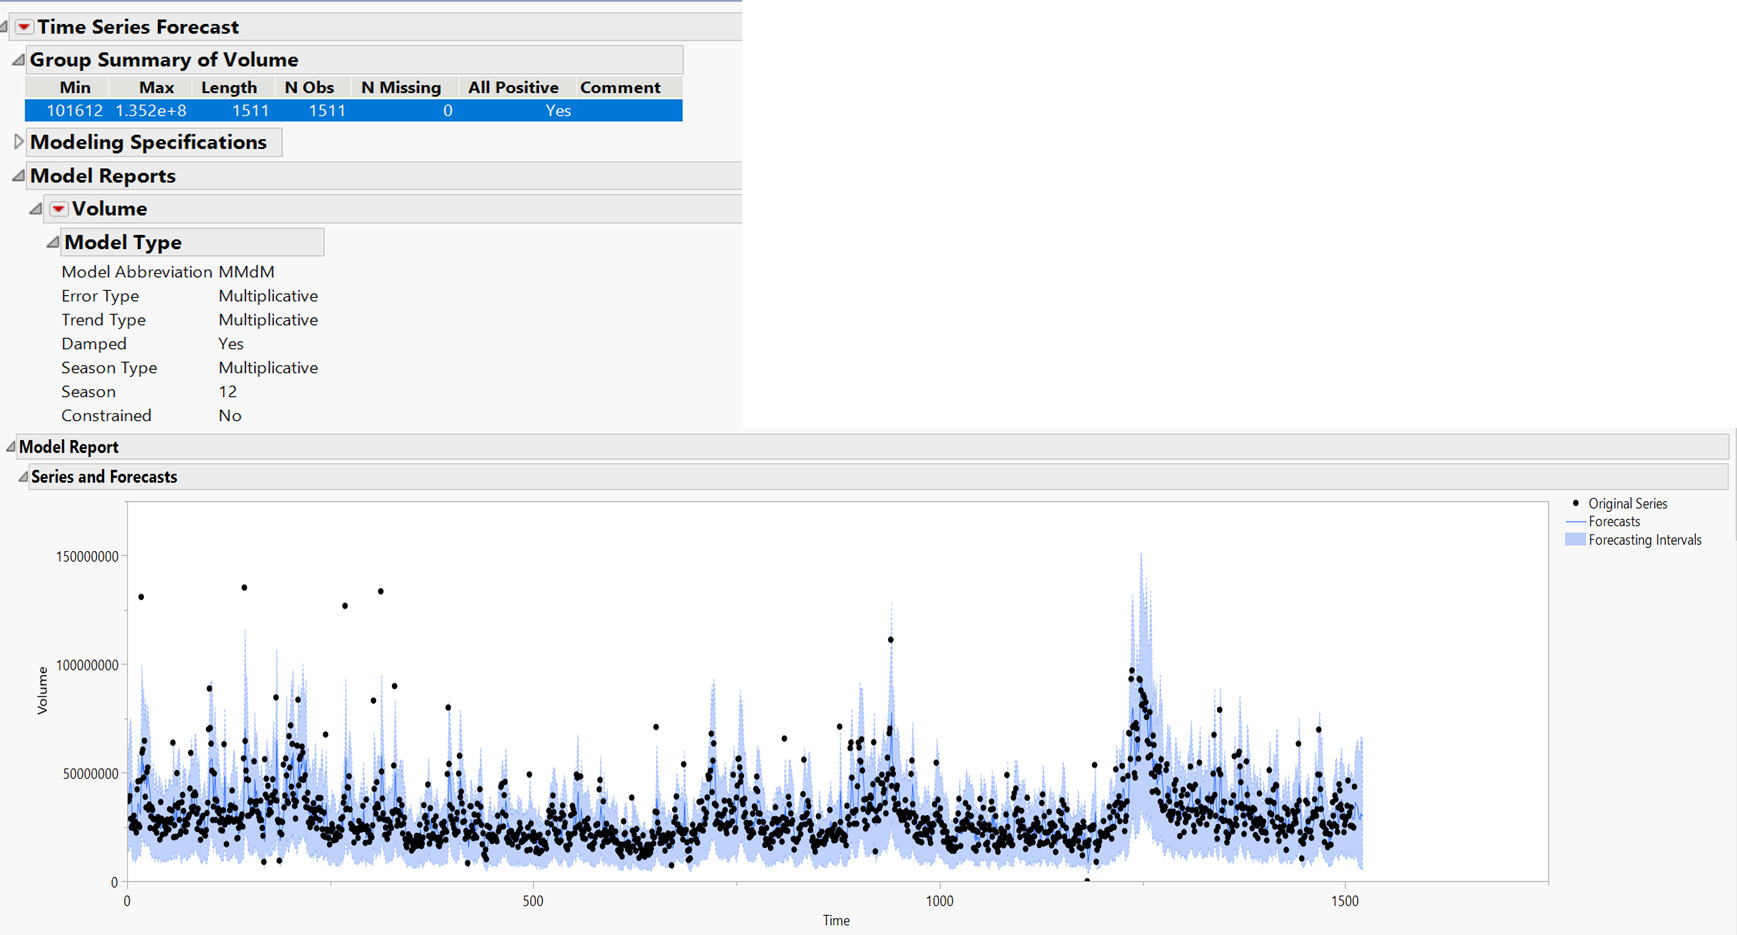 Time Series Forecast
Group Summary of Volume
Min Max Length N Obs N Missing All Positive Comment
101612 1.352e+8 1511 1511 0 Yes
Modeling Specifications
Model Reports
Volume
Model Type
Model Abbreviation MMdM
Error Type Multiplicative
Trend Type Multiplicative
Damped Yes
Season Type Multiplicative
Season 12
Constrained No
Model Report
Series and Forecasts
Original Series
Forecasts
Forecasting Intervals
150000000
100000000
50000000
0
Volume
0 500 1000 1500
Time